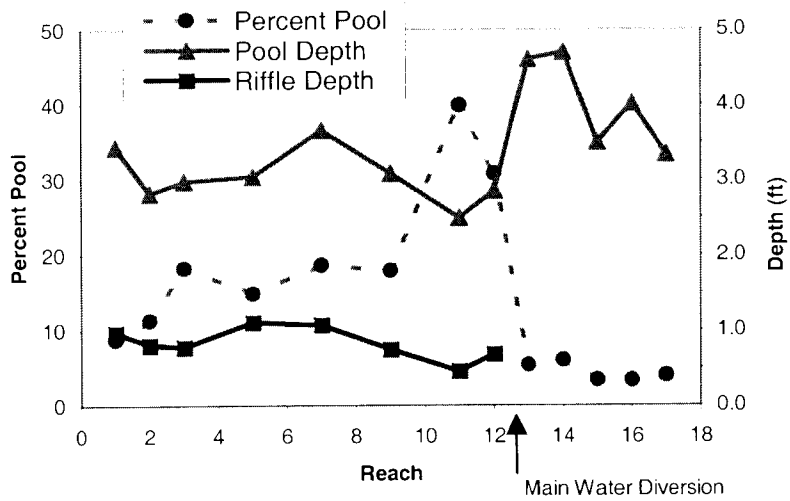 Percent Pool
Pool Depth
Riffle Depth
50
40
30
20
10
0
Percent Pool
5.0
4.0
3.0
2.0
1.0
0.0
Depth (ft)
0 2 4 6 8 10 12 14 16 18
Reach
Main Water Diversion